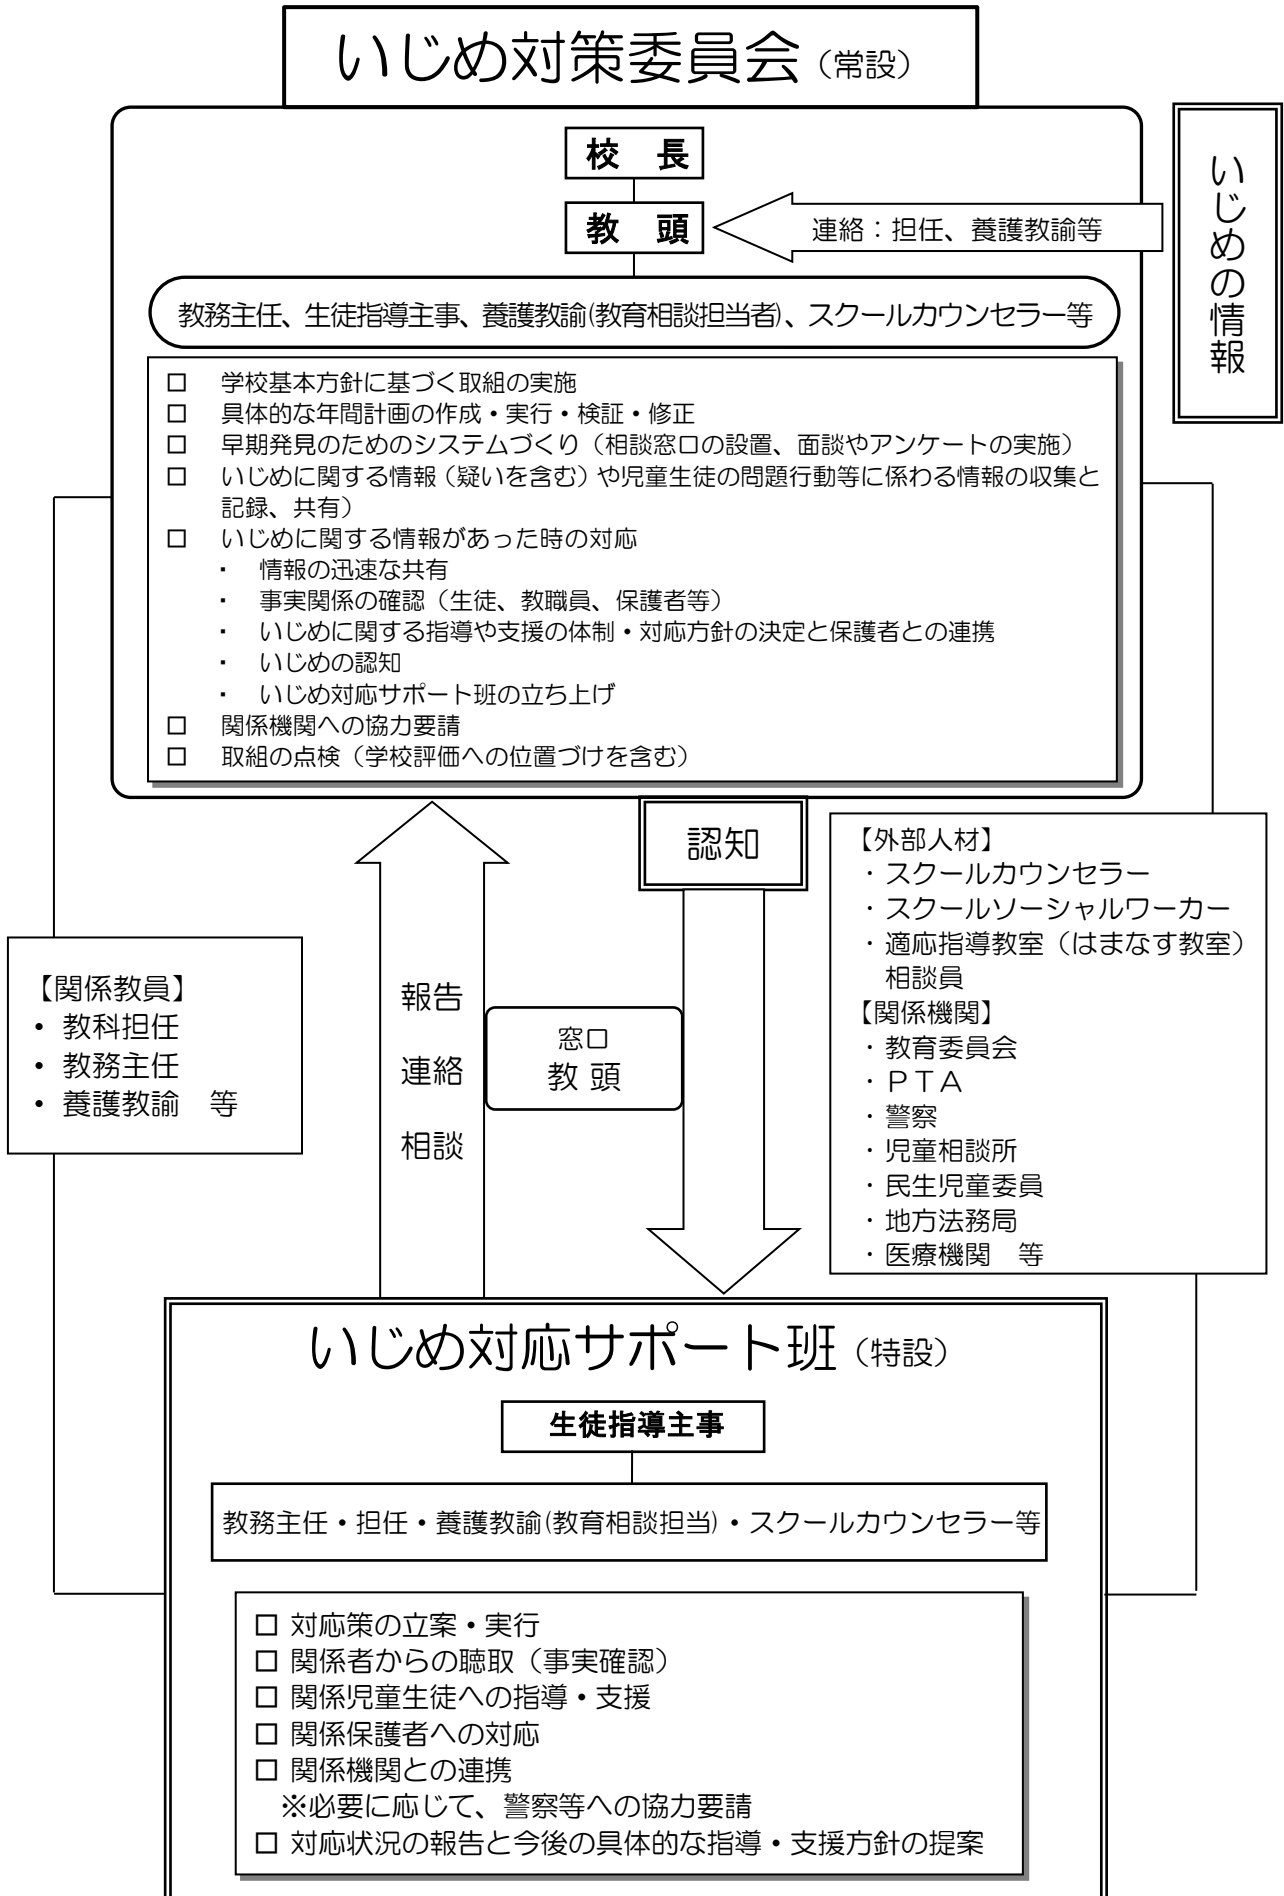 いじめ対策委員会（常設）
校　長
教　頭
連絡：担任、養護教諭等
いじめの情報
教務主任、生徒指導主事、養護教諭(教育相談担当者)、スクールカウンセラー等
□　学校基本方針に基づく取組の実施
□　具体的な年間計画の作成・実行・検証・修正
□　早期発見のためのシステムづくり（相談窓口の設置、面談やアンケートの実施）
□　いじめに関する情報（疑いを含む）や児童生徒の問題行動等に係わる情報の収集と
記録、共有）
□　いじめに関する情報があった時の対応
・　情報の迅速な共有
・　事実関係の確認（生徒、教職員、保護者等）
・　いじめに関する指導や支援の体制・対応方針の決定と保護者との連携
・　いじめの認知
・　いじめ対応サポート班の立ち上げ
□　関係機関への協力要請
□　取組の点検（学校評価への位置づけを含む）
認知
【外部人材】
・スクールカウンセラー
・スクールソーシャルワーカー
・適応指導教室（はまなす教室）
相談員
【関係機関】
・教育委員会
・ＰＴＡ
・警察
・児童相談所
・民生児童委員
・地方法務局
・医療機関　等
【関係教員】
・教科担任
・教務主任
・養護教諭　等
報告
連絡
相談
窓口
教 頭
いじめ対応サポート班（特設）
生徒指導主事
教務主任・担任・養護教諭(教育相談担当)・スクールカウンセラー等
□ 対応策の立案・実行
□ 関係者からの聴取（事実確認）
□ 関係児童生徒への指導・支援
□ 関係保護者への対応
□ 関係機関との連携
※必要に応じて、警察等への協力要請
□ 対応状況の報告と今後の具体的な指導・支援方針の提案